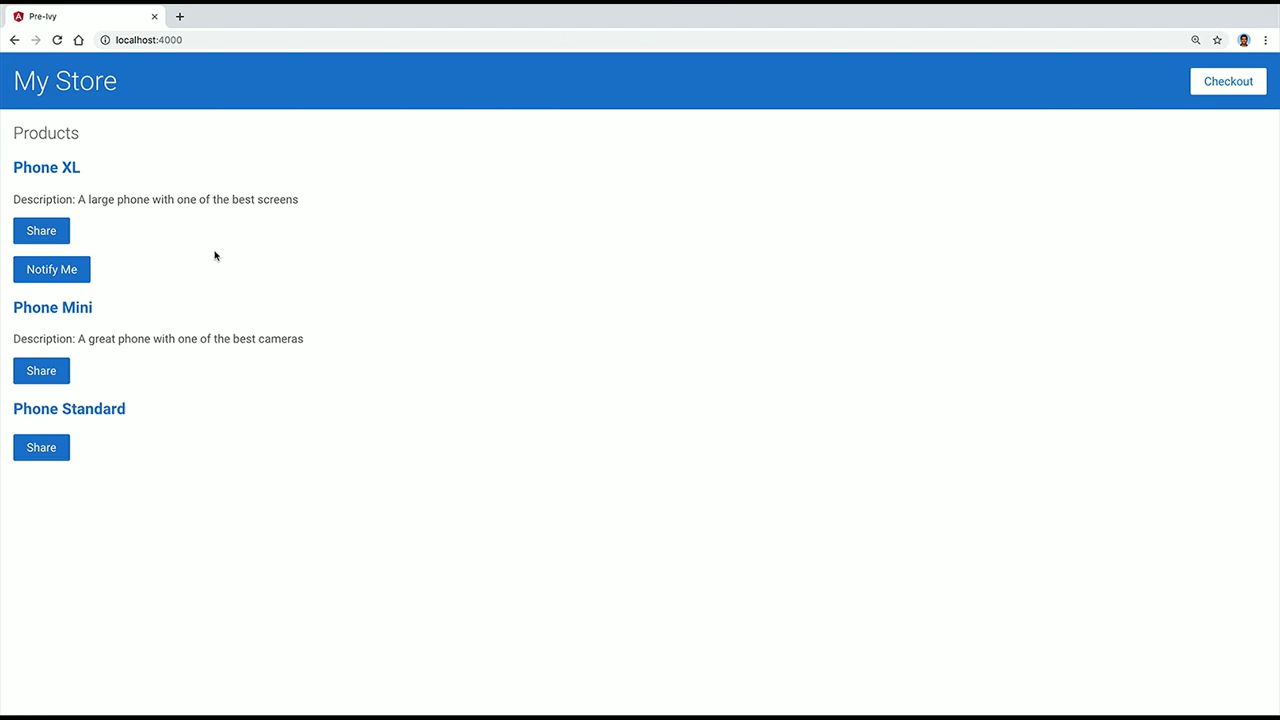 Pre-Ivy
localhost:4000
My Store
Checkout
Products
Phone XL
Description: A large phone with one of the best screens
Share
Notify Me
Phone Mini
Description: A great phone with one of the best cameras
Share
Phone Standard
Share